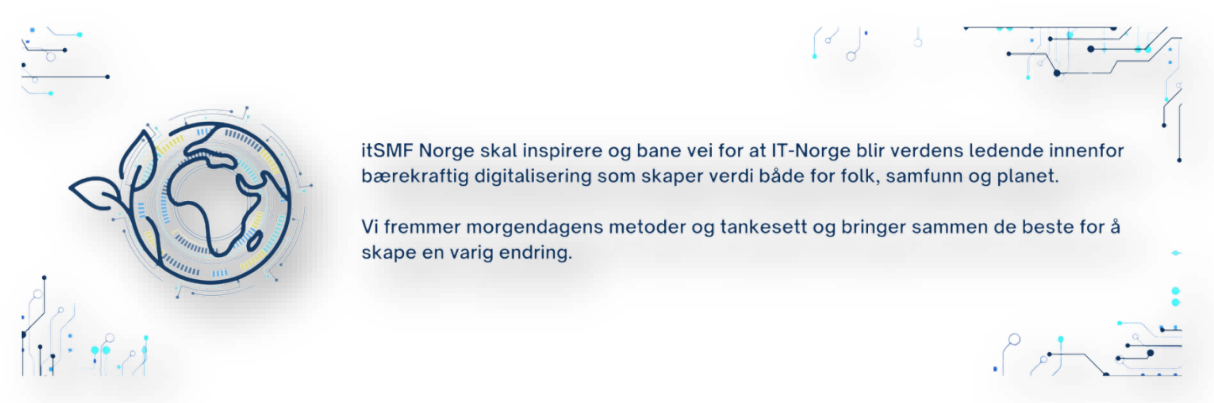 itSMF Norge skal inspirere og bane vei for at IT-Norge blir verdens ledende innenfor
bærekraftig digitalisering som skaper verdi både for folk, samfunn og planet.
Vi fremmer morgendagens metoder og tankesett og bringer sammen de beste for å
skape en varig endring.